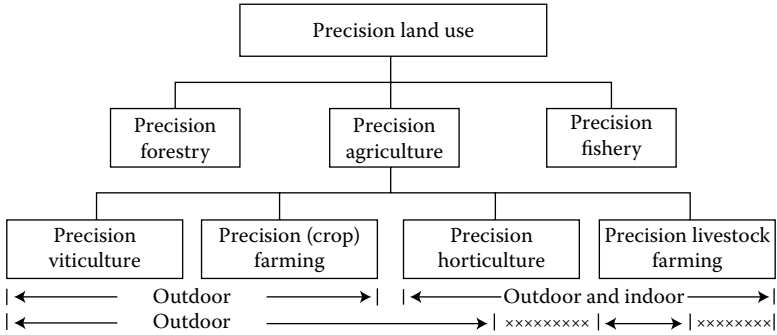 Precision land use
Precision
forestry
Precision
agriculture
Precision
fishery
Precision
viticulture
Precision (crop)
farming
Precision
horticulture
Precision livestock
farming
Outdoor
Outdoor and indoor
Outdoor
×××××××××
××××××××